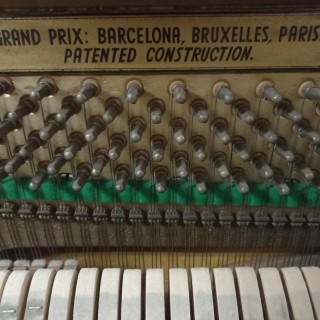 GRAND PRIX: BARCELONA, BRUXELLES, PARIS
PATENTED CONSTRUCTION.